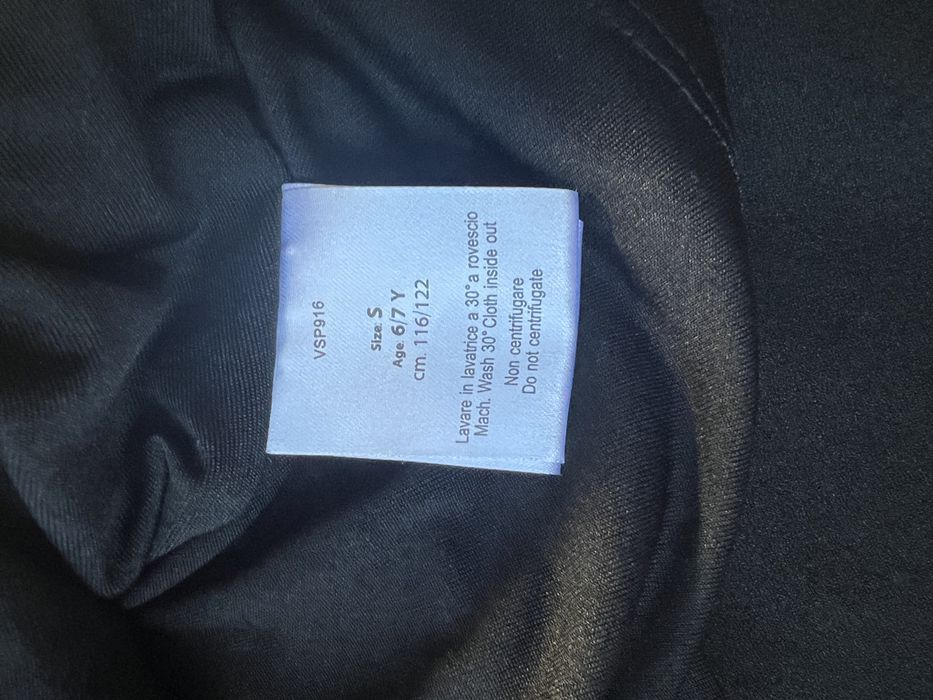 VSP916
Size: S
Age. 6/7 Y
cm. 116/122
Lavare in lavatrice a 30° a rovescio
Mach. Wash 30° Cloth inside out
Non centrifugare
Do not centrifugate